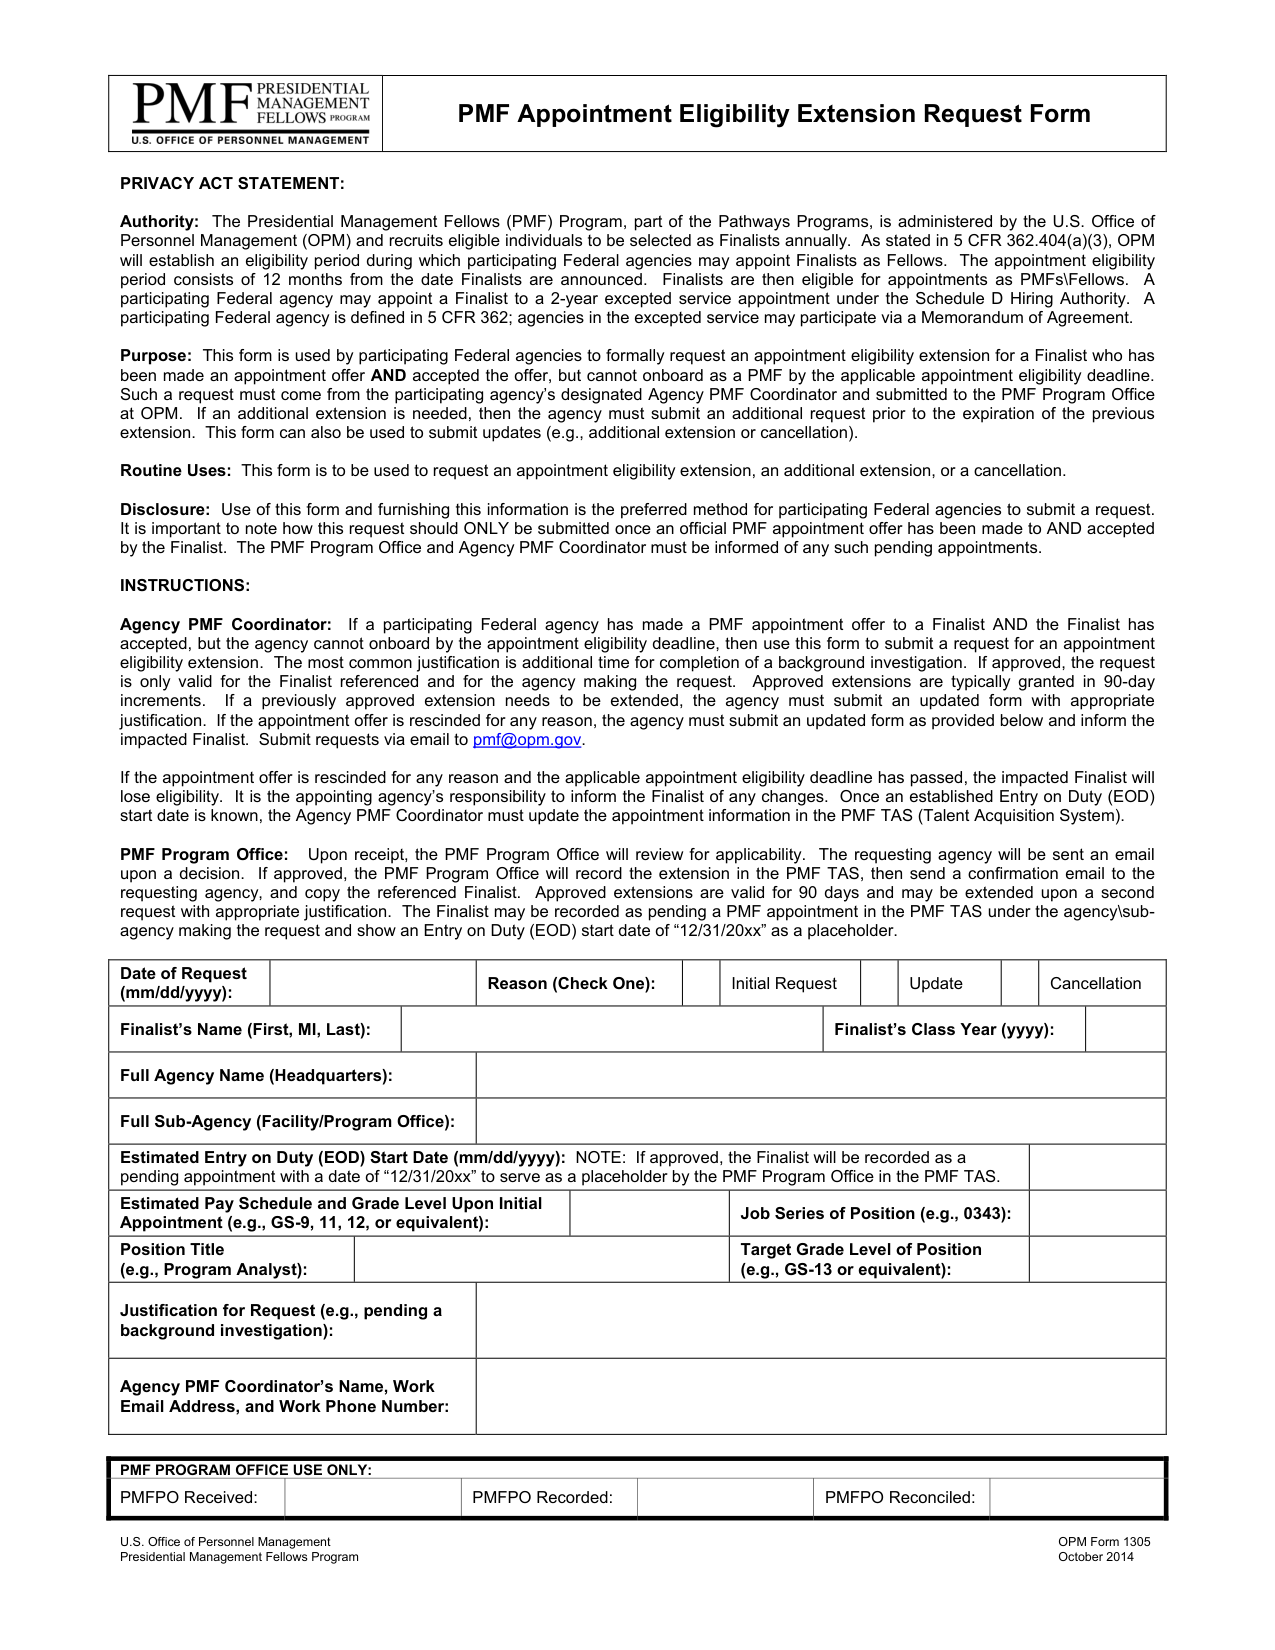 PMF PRESIDENTIAL
MANAGEMENT
FELLOWS PROGRAM
U.S. OFFICE OF PERSONNEL MANAGEMENT
PMF Appointment Eligibility Extension Request Form
PRIVACY ACT STATEMENT:
Authority: The Presidential Management Fellows (PMF) Program, part of the Pathways Programs, is administered by the U.S. Office of
Personnel Management (OPM) and recruits eligible individuals to be selected as Finalists annually. As stated in 5 CFR 362.404(a)(3), OPM
will establish an eligibility period during which participating Federal agencies may appoint Finalists as Fellows. The appointment eligibility
period consists of 12 months from the date Finalists are announced. Finalists are then eligible for appointments as PMFs\Fellows. A
participating Federal agency may appoint a Finalist to a 2-year excepted service appointment under the Schedule D Hiring Authority. A
participating Federal agency is defined in 5 CFR 362; agencies in the excepted service may participate via a Memorandum of Agreement.
Purpose: This form is used by participating Federal agencies to formally request an appointment eligibility extension for a Finalist who has
been made an appointment offer AND accepted the offer, but cannot onboard as a PMF by the applicable appointment eligibility deadline.
Such a request must come from the participating agency’s designated Agency PMF Coordinator and submitted to the PMF Program Office
at OPM. If an additional extension is needed, then the agency must submit an additional request prior to the expiration of the previous
extension. This form can also be used to submit updates (e.g., additional extension or cancellation).
Routine Uses: This form is to be used to request an appointment eligibility extension, an additional extension, or a cancellation.
Disclosure: Use of this form and furnishing this information is the preferred method for participating Federal agencies to submit a request.
It is important to note how this request should ONLY be submitted once an official PMF appointment offer has been made to AND accepted
by the Finalist. The PMF Program Office and Agency PMF Coordinator must be informed of any such pending appointments.
INSTRUCTIONS:
Agency PMF Coordinator: If a participating Federal agency has made a PMF appointment offer to a Finalist AND the Finalist has
accepted, but the agency cannot onboard by the appointment eligibility deadline, then use this form to submit a request for an appointment
eligibility extension. The most common justification is additional time for completion of a background investigation. If approved, the request
is only valid for the Finalist referenced and for the agency making the request. Approved extensions are typically granted in 90-day
increments. If a previously approved extension needs to be extended, the agency must submit an updated form with appropriate
justification. If the appointment offer is rescinded for any reason, the agency must submit an updated form as provided below and inform the
impacted Finalist. Submit requests via email to pmf@opm.gov.
If the appointment offer is rescinded for any reason and the applicable appointment eligibility deadline has passed, the impacted Finalist will
lose eligibility. It is the appointing agency’s responsibility to inform the Finalist of any changes. Once an established Entry on Duty (EOD)
start date is known, the Agency PMF Coordinator must update the appointment information in the PMF TAS (Talent Acquisition System).
PMF Program Office: Upon receipt, the PMF Program Office will review for applicability. The requesting agency will be sent an email
upon a decision. If approved, the PMF Program Office will record the extension in the PMF TAS, then send a confirmation email to the
requesting agency, and copy the referenced Finalist. Approved extensions are valid for 90 days and may be extended upon a second
request with appropriate justification. The Finalist may be recorded as pending a PMF appointment in the PMF TAS under the agency\sub-
agency making the request and show an Entry on Duty (EOD) start date of “12/31/20xx” as a placeholder.
Date of Request
(mm/dd/yyyy):
Reason (Check One):
Initial Request
Update
Cancellation
Finalist’s Name (First, MI, Last):
Finalist’s Class Year (yyyy):
Full Agency Name (Headquarters):
Full Sub-Agency (Facility/Program Office):
Estimated Entry on Duty (EOD) Start Date (mm/dd/yyyy): NOTE: If approved, the Finalist will be recorded as a
pending appointment with a date of “12/31/20xx” to serve as a placeholder by the PMF Program Office in the PMF TAS.
Estimated Pay Schedule and Grade Level Upon Initial
Appointment (e.g., GS-9, 11, 12, or equivalent):
Job Series of Position (e.g., 0343):
Position Title
(e.g., Program Analyst):
Target Grade Level of Position
(e.g., GS-13 or equivalent):
Justification for Request (e.g., pending a
background investigation):
Agency PMF Coordinator’s Name, Work
Email Address, and Work Phone Number:
PMF PROGRAM OFFICE USE ONLY:
PMFPO Received:
PMFPO Recorded:
PMFPO Reconciled:
U.S. Office of Personnel Management
Presidential Management Fellows Program
OPM Form 1305
October 2014